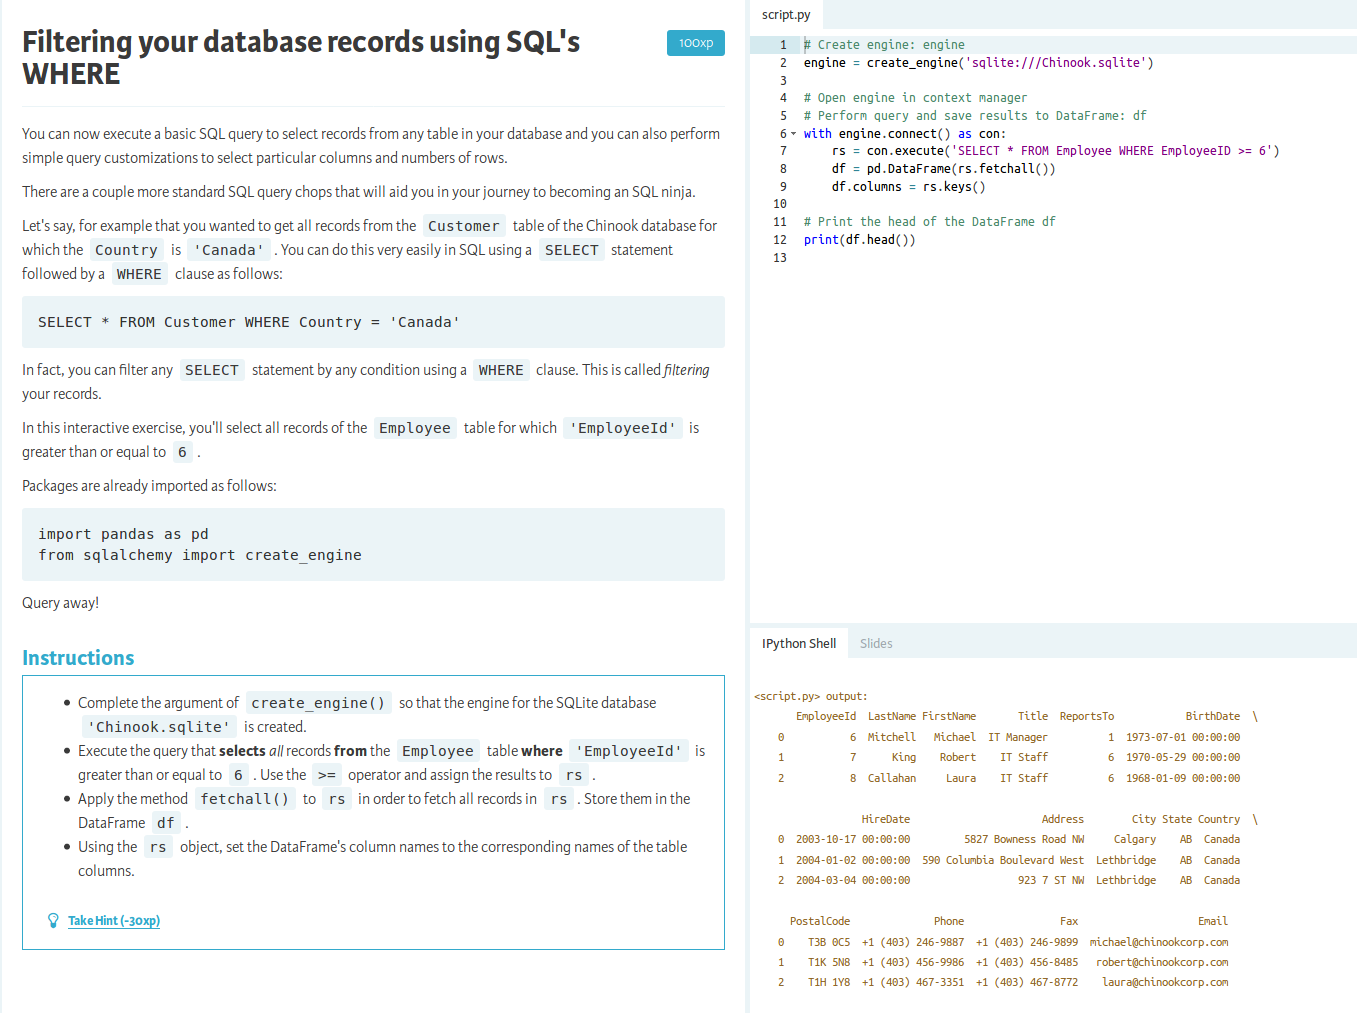 Filtering your database records using SQL's
WHERE
100xp
You can now execute a basic SQL query to select records from any table in your database and you can also perform
simple query customizations to select particular columns and numbers of rows.
There are a couple more standard SQL query chops that will aid you in your journey to becoming an SQL ninja.
Let's say, for example that you wanted to get all records from the Customer table of the Chinook database for
which the Country is 'Canada' . You can do this very easily in SQL using a SELECT statement
followed by a WHERE clause as follows:
SELECT * FROM Customer WHERE Country = 'Canada'
In fact, you can filter any SELECT statement by any condition using a WHERE clause. This is called filtering
your records.
In this interactive exercise, you'll select all records of the Employee table for which 'EmployeeId' is
greater than or equal to 6 .
Packages are already imported as follows:
import pandas as pd
from sqlalchemy import create_engine
Query away!
Instructions
• Complete the argument of create_engine() so that the engine for the SQLite database
'Chinook.sqlite' is created.
• Execute the query that selects all records from the Employee table where 'EmployeeId' is
greater than or equal to 6 . Use the >= operator and assign the results to rs .
• Apply the method fetchall() to rs in order to fetch all records in rs . Store them in the
DataFrame df .
• Using the rs object, set the DataFrame's column names to the corresponding names of the table
columns.
Take Hint (-30xp)
script.py
1 # Create engine: engine
2 engine = create_engine('sqlite:///Chinook.sqlite')
3
4 # Open engine in context manager
5 # Perform query and save results to DataFrame: df
6 with engine.connect() as con:
7     rs = con.execute('SELECT * FROM Employee WHERE EmployeeID >= 6')
8     df = pd.DataFrame(rs.fetchall())
9     df.columns = rs.keys()
10
11 # Print the head of the DataFrame df
12 print(df.head())
13
IPython Shell Slides
<script.py> output:
EmployeeId LastName FirstName Title ReportsTo BirthDate \
0 6 Mitchell Michael IT Manager 1 1973-07-01 00:00:00
1 7 King Robert IT Staff 6 1970-05-29 00:00:00
2 8 Callahan Laura IT Staff 6 1968-01-09 00:00:00
HireDate Address City State Country \
0 2003-10-17 00:00:00 5827 Bowness Road NW Calgary AB Canada
1 2004-01-02 00:00:00 590 Columbia Boulevard West Lethbridge AB Canada
2 2004-03-04 00:00:00 923 7 ST NW Lethbridge AB Canada
PostalCode Phone Fax Email
0 T3B 0C5 +1 (403) 246-9887 +1 (403) 246-9899 michael@chinookcorp.com
1 T1K 5N8 +1 (403) 456-9986 +1 (403) 456-8485 robert@chinookcorp.com
2 T1H 1Y8 +1 (403) 467-3351 +1 (403) 467-8772 laura@chinookcorp.com